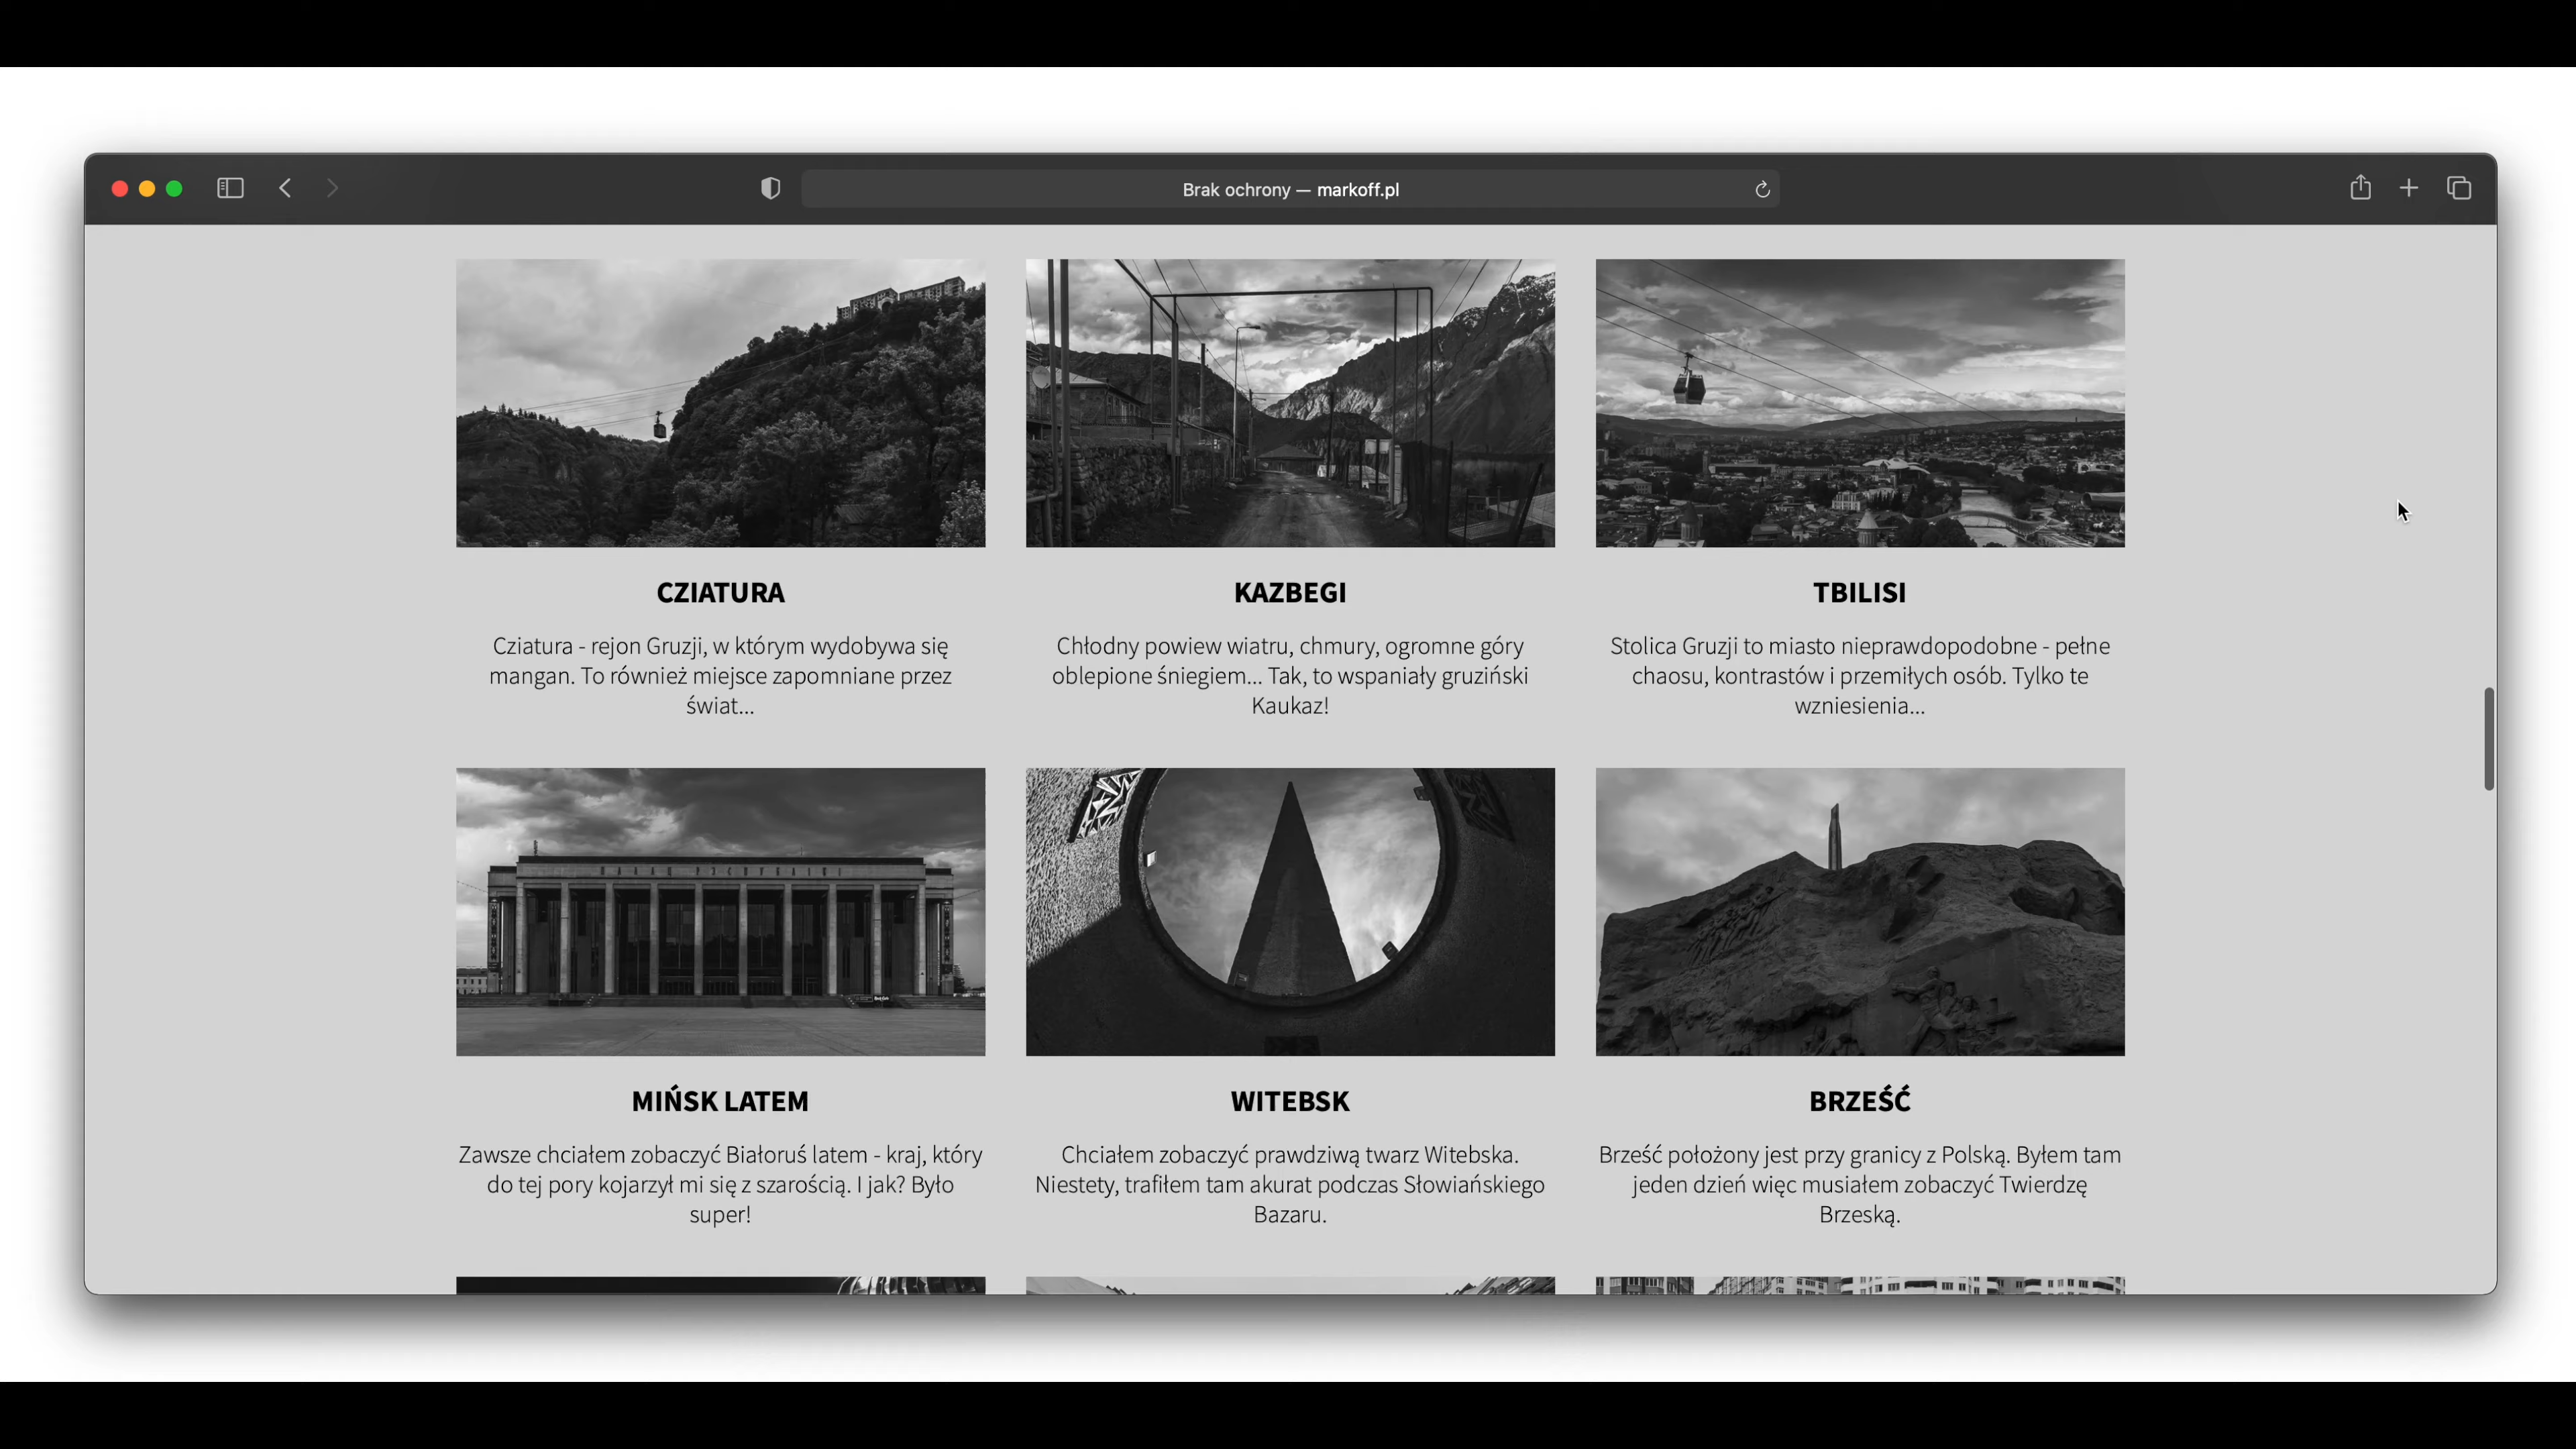 Brak ochrony — markoff.pl
CZIATURA
Cziatura - rejon Gruzji, w którym wydobywa się
mangan. To również miejsce zapomniane przez
świat...
KAZBEGI
Chłodny powiew wiatru, chmury, ogromne góry
oblepione śniegiem... Tak, to wspaniały gruziński
Kaukaz!
TBILISI
Stolica Gruzji to miasto nieprawdopodobne - pełne
chaosu, kontrastów i przemiłych osób. Tylko te
wzniesienia...
MIŃSK LATEM
Zawsze chciałem zobaczyć Białoruś latem - kraj, który
do tej pory kojarzył mi się z szarością. I jak? Było
super!
WITEBSK
Chciałem zobaczyć prawdziwą twarz Witebska.
Niestety, trafiłem tam akurat podczas Słowiańskiego
Bazaru.
BRZEŚĆ
Brześć położony jest przy granicy z Polską. Byłem tam
jeden dzień więc musiałem zobaczyć Twierdzę
Brzeską.